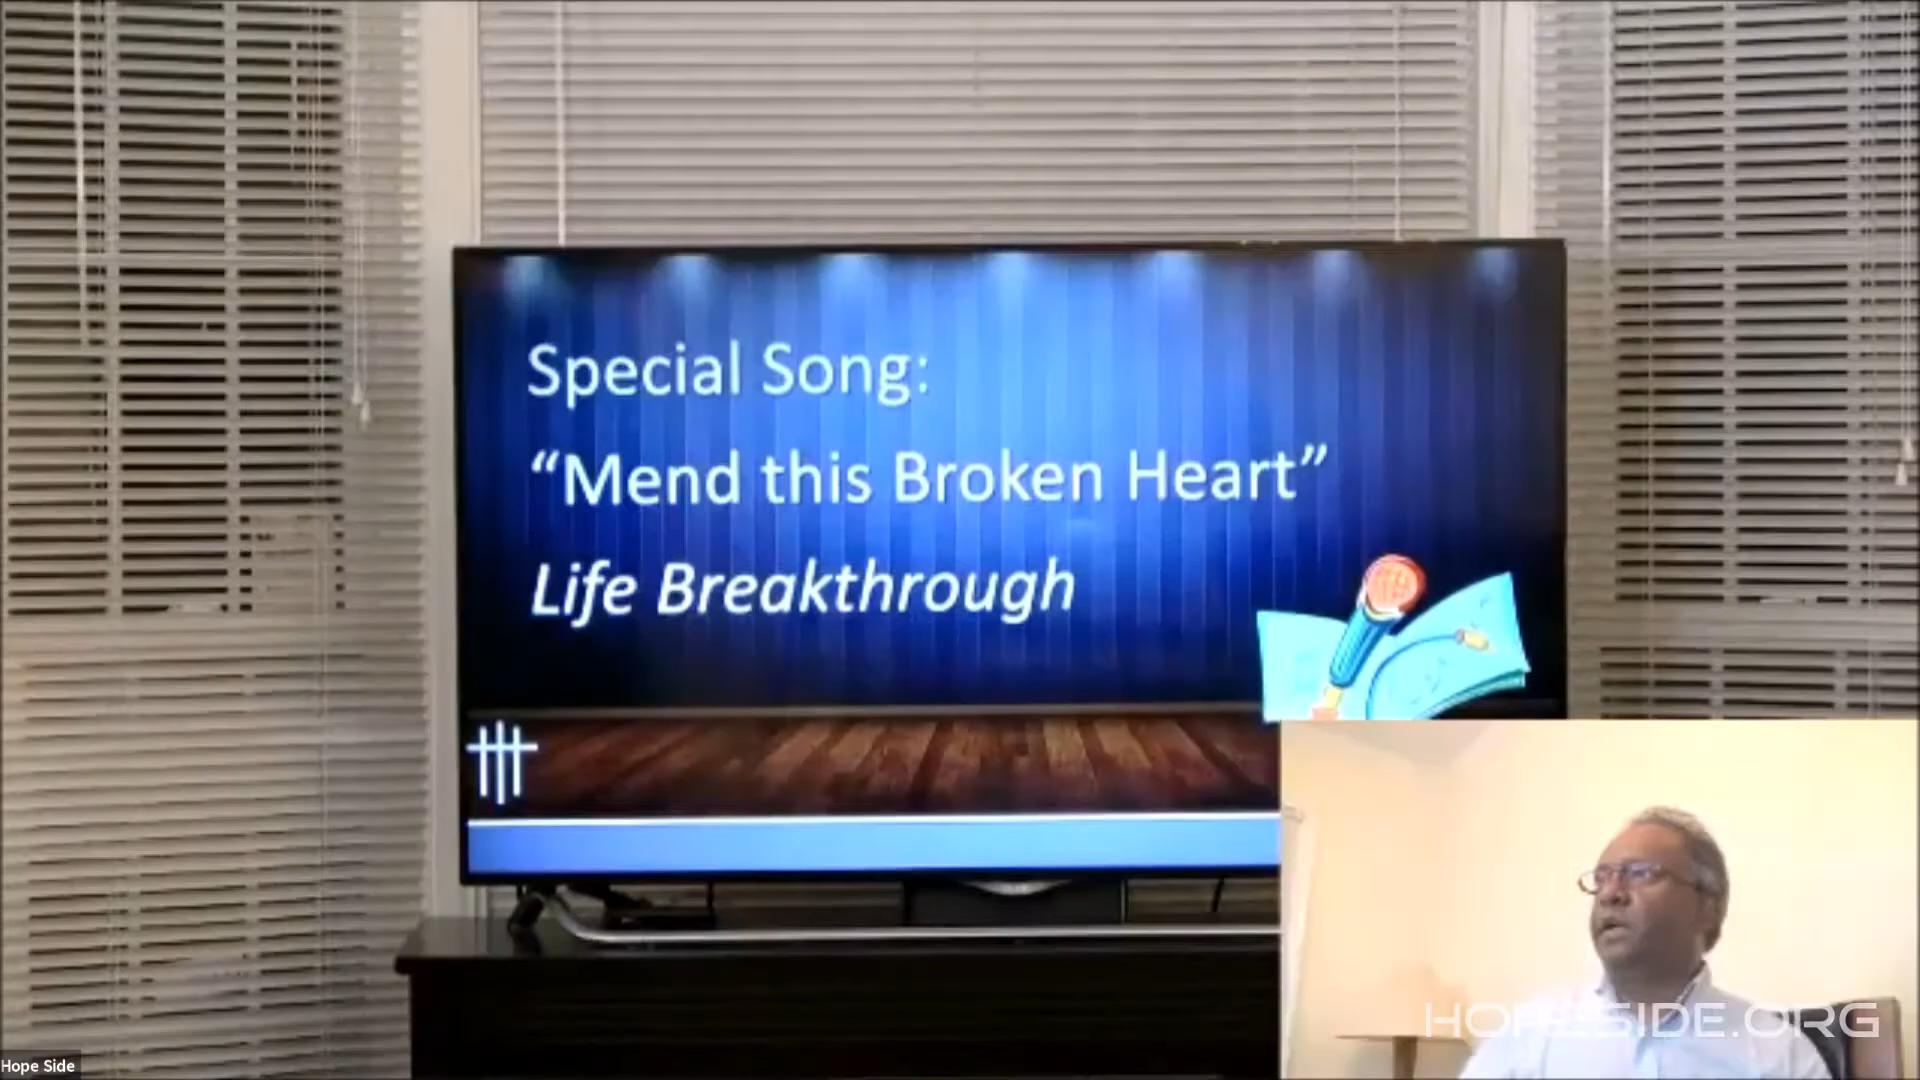 Special Song:
“Mend this Broken Heart”
Life Breakthrough
HOPESIDE.ORG
Hope Side